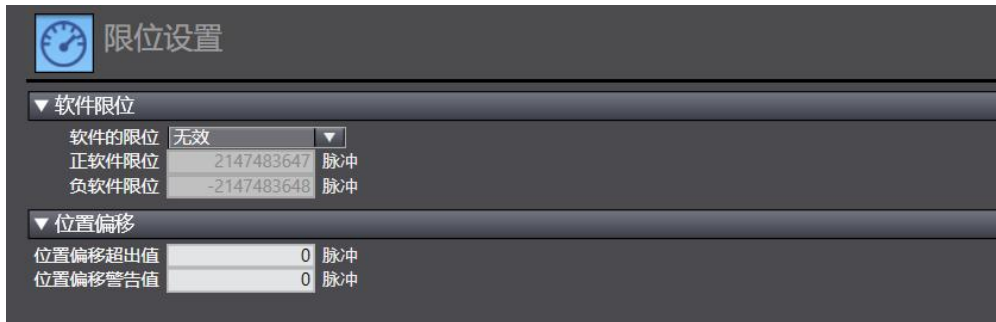 限位设置
▼ 软件限位
软件的限位 无效 ▼
正软件限位 2147483647 脉冲
负软件限位 -2147483648 脉冲
▼ 位置偏移
位置偏移超出值 0 脉冲
位置偏移警告值 0 脉冲